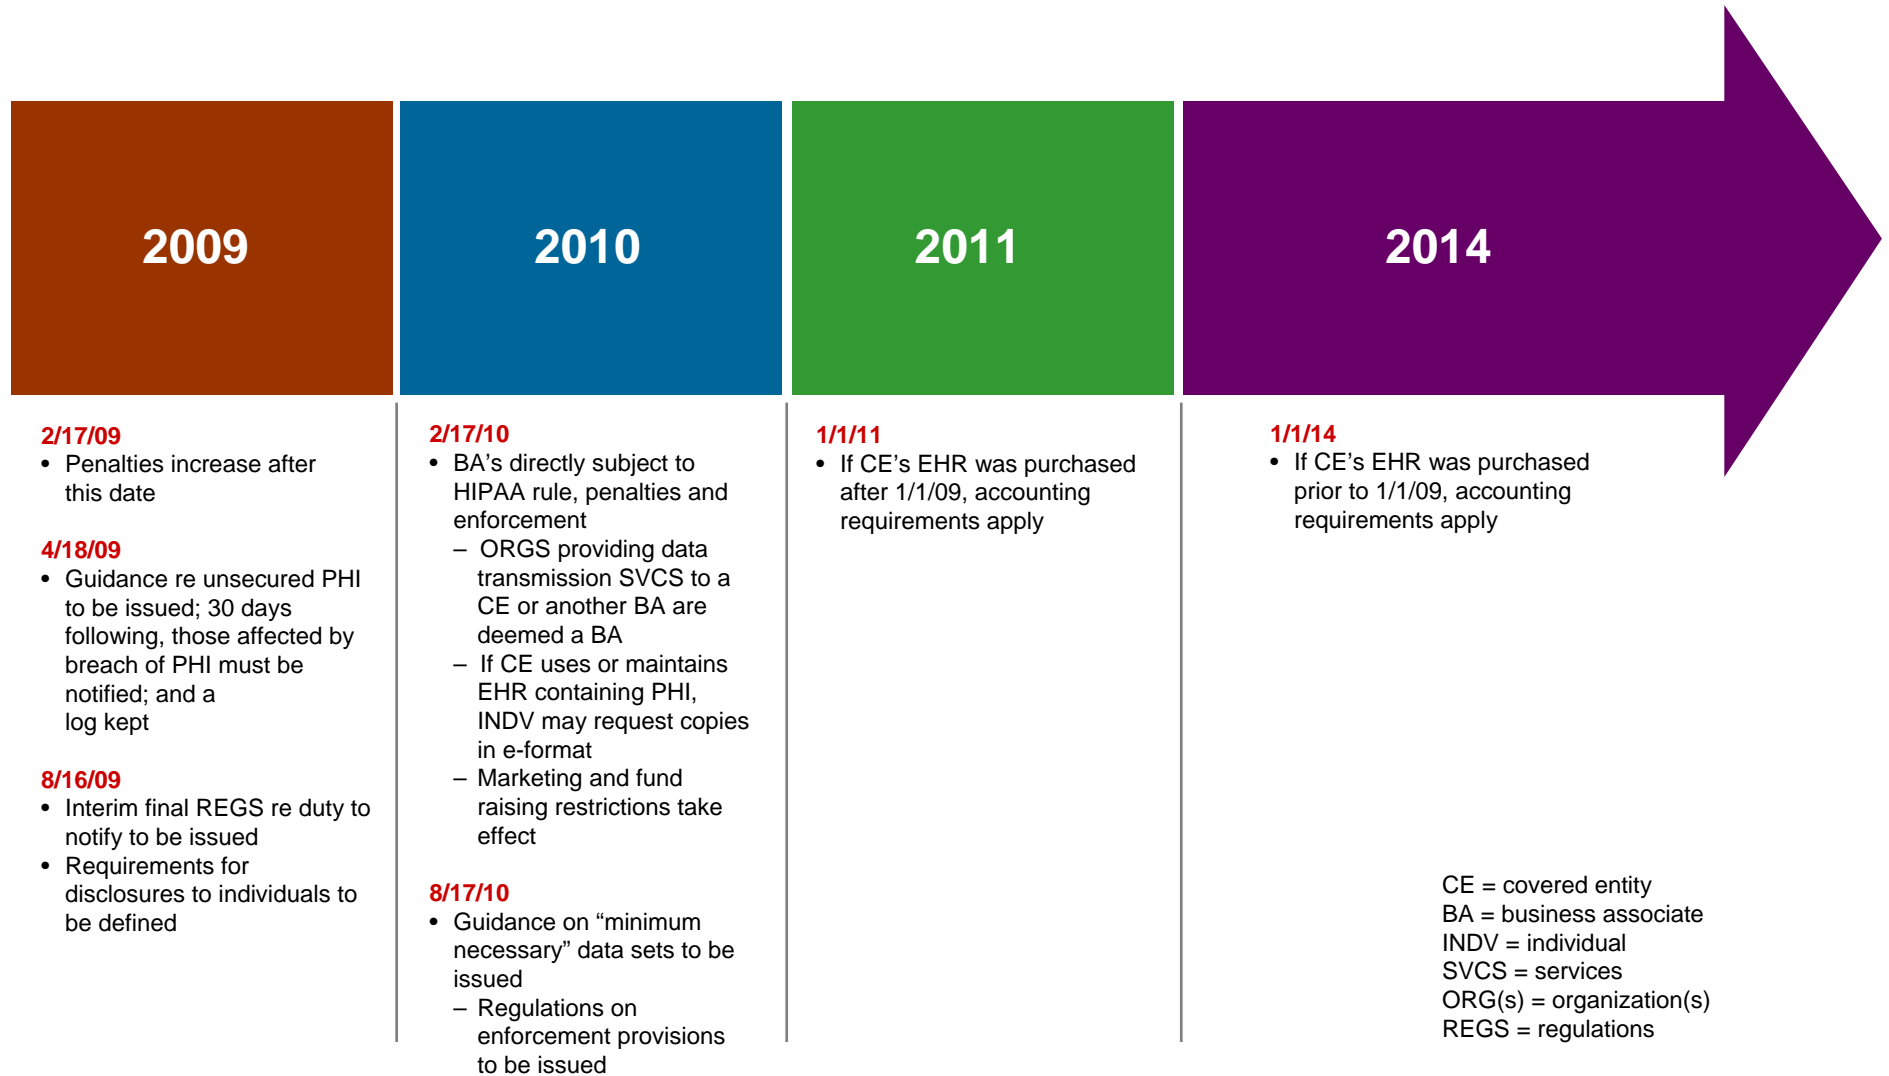 2009
2010
2011
2014
2/17/09
• Penalties increase after
this date
4/18/09
• Guidance re unsecured PHI
to be issued; 30 days
following, those affected by
breach of PHI must be
notified; and a
log kept
8/16/09
• Interim final REGS re duty to
notify to be issued
• Requirements for
disclosures to individuals to
be defined
2/17/10
• BA's directly subject to
HIPAA rule, penalties and
enforcement
– ORGS providing data
transmission SVCS to a
CE or another BA are
deemed a BA
– If CE uses or maintains
EHR containing PHI,
INDV may request copies
in e-format
– Marketing and fund
raising restrictions take
effect
8/17/10
• Guidance on “minimum
necessary” data sets to be
issued
– Regulations on
enforcement provisions
to be issued
1/1/11
• If CE's EHR was purchased
after 1/1/09, accounting
requirements apply
1/1/14
• If CE's EHR was purchased
prior to 1/1/09, accounting
requirements apply
CE = covered entity
BA = business associate
INDV = individual
SVCS = services
ORG(s) = organization(s)
REGS = regulations